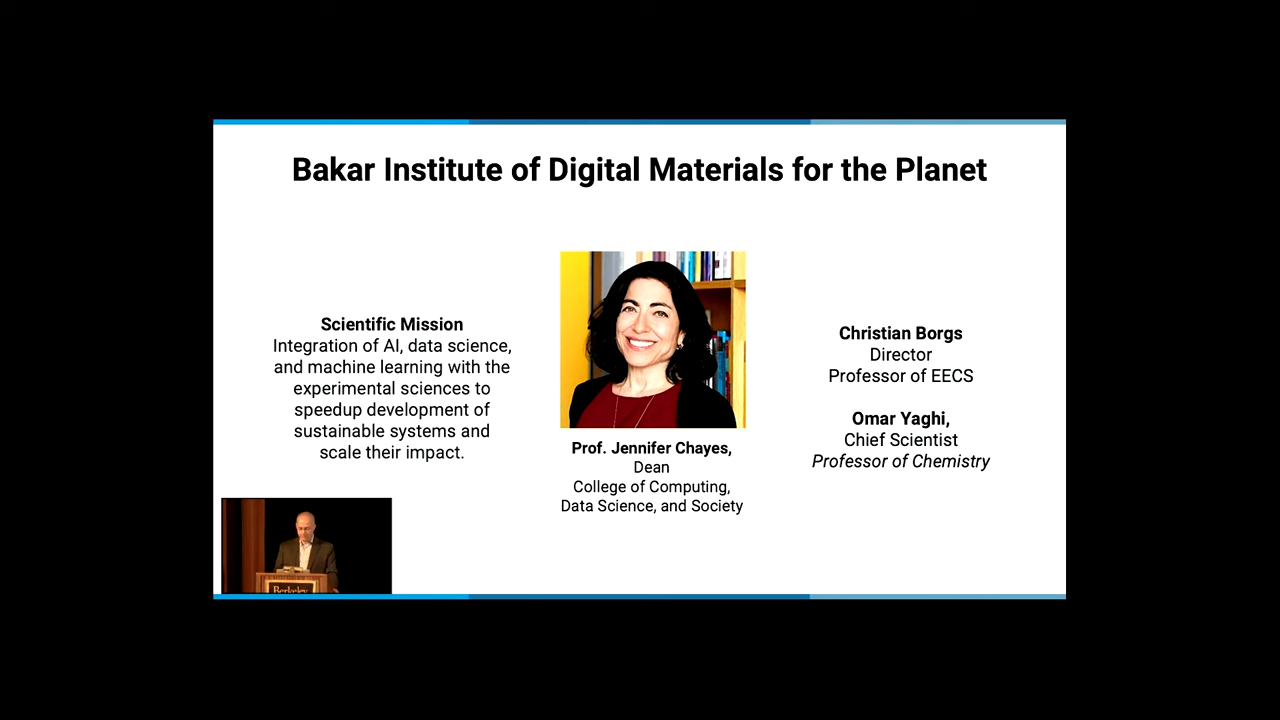 Bakar Institute of Digital Materials for the Planet
Scientific Mission
Integration of AI, data science,
and machine learning with the
experimental sciences to
speedup development of
sustainable systems and
scale their impact.
Prof. Jennifer Chayes,
Dean
College of Computing,
Data Science, and Society
Christian Borgs
Director
Professor of EECS
Omar Yaghi,
Chief Scientist
Professor of Chemistry
Berkeley